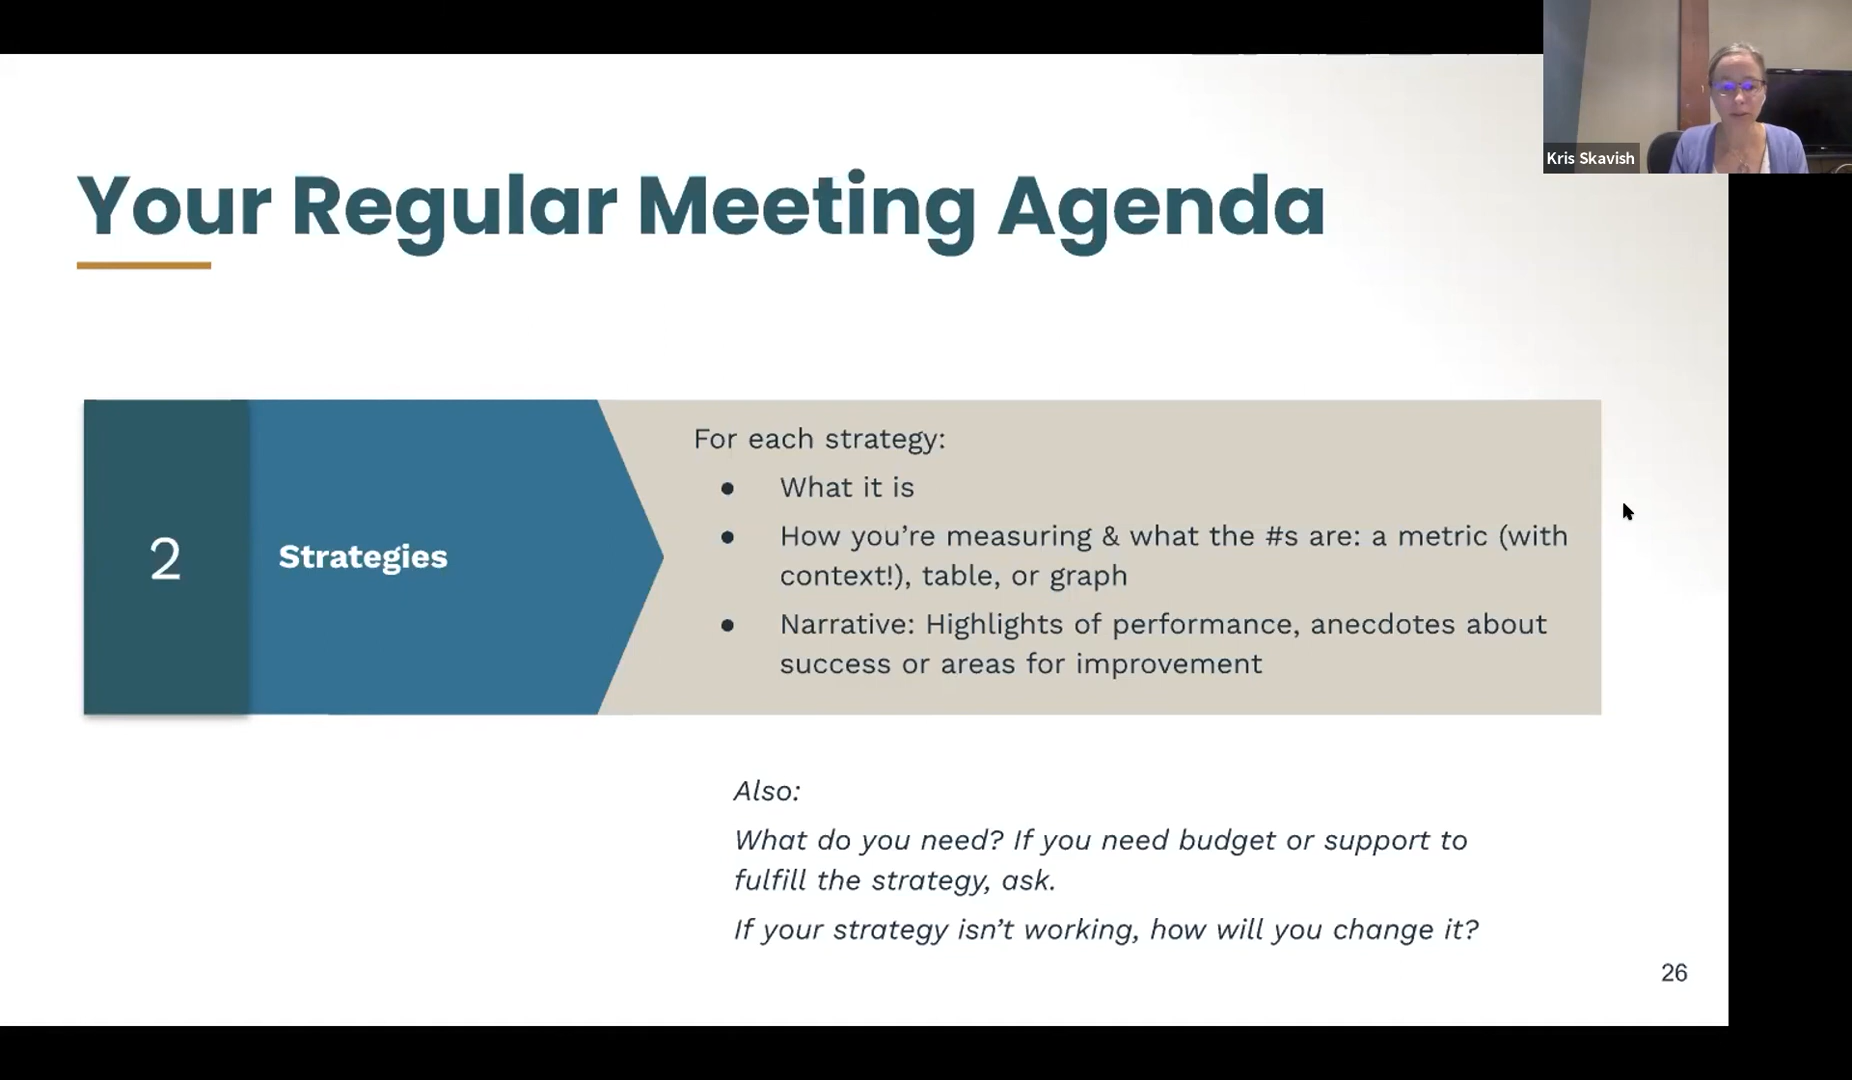 Kris Skavish
Your Regular Meeting Agenda
2
Strategies
For each strategy:
● What it is
● How you’re measuring & what the #s are: a metric (with
context!), table, or graph
● Narrative: Highlights of performance, anecdotes about
success or areas for improvement
Also:
What do you need? If you need budget or support to
fulfill the strategy, ask.
If your strategy isn’t working, how will you change it?
26